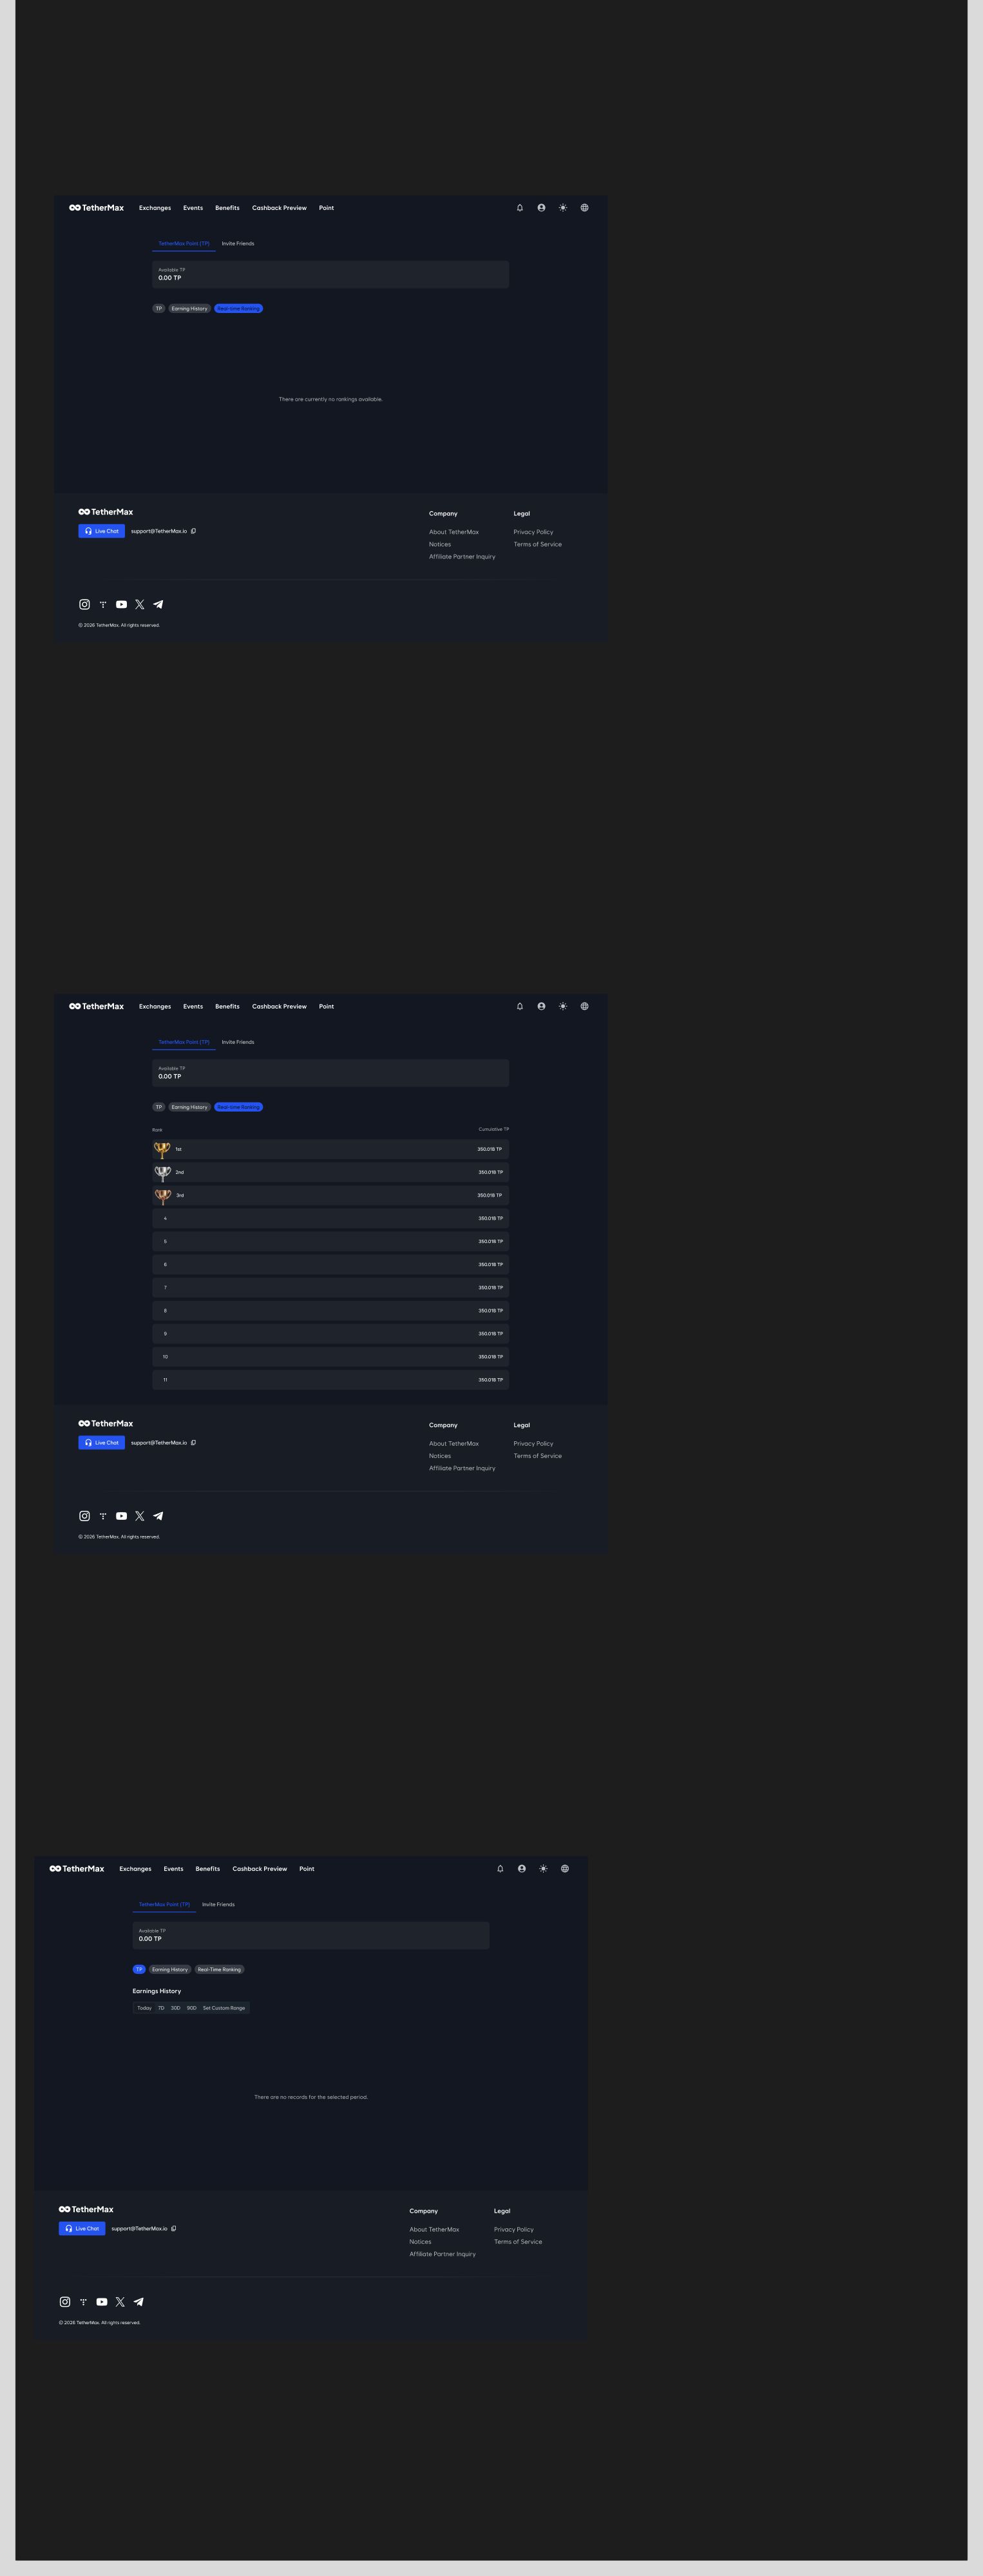 TetherMax Exchanges Events Benefits Cashback Preview Point
TetherMax Point (TP) Invite Friends
Available TP
0.00 TP
TP Earning History Real-time Ranking
There are currently no rankings available.
TetherMax
Live Chat support@TetherMax.io
Company Legal
About TetherMax Privacy Policy
Notices Terms of Service
Affiliate Partner Inquiry
© 2026 TetherMax. All rights reserved.
TetherMax Exchanges Events Benefits Cashback Preview Point
TetherMax Point (TP) Invite Friends
Available TP
0.00 TP
TP Earning History Real-time Ranking
Rank Cumulative TP
1st 350.018 TP
2nd 350.018 TP
3rd 350.018 TP
4 350.018 TP
5 350.018 TP
6 350.018 TP
7 350.018 TP
8 350.018 TP
9 350.018 TP
10 350.018 TP
11 350.018 TP
TetherMax
Live Chat support@TetherMax.io
Company Legal
About TetherMax Privacy Policy
Notices Terms of Service
Affiliate Partner Inquiry
© 2026 TetherMax. All rights reserved.
TetherMax Exchanges Events Benefits Cashback Preview Point
TetherMax Point (TP) Invite Friends
Available TP
0.00 TP
TP Earning History Real-Time Ranking
Earnings History
Today 7D 30D 90D Set Custom Range
There are no records for the selected period.
TetherMax
Live Chat support@TetherMax.io
Company Legal
About TetherMax Privacy Policy
Notices Terms of Service
Affiliate Partner Inquiry
© 2026 TetherMax. All rights reserved.